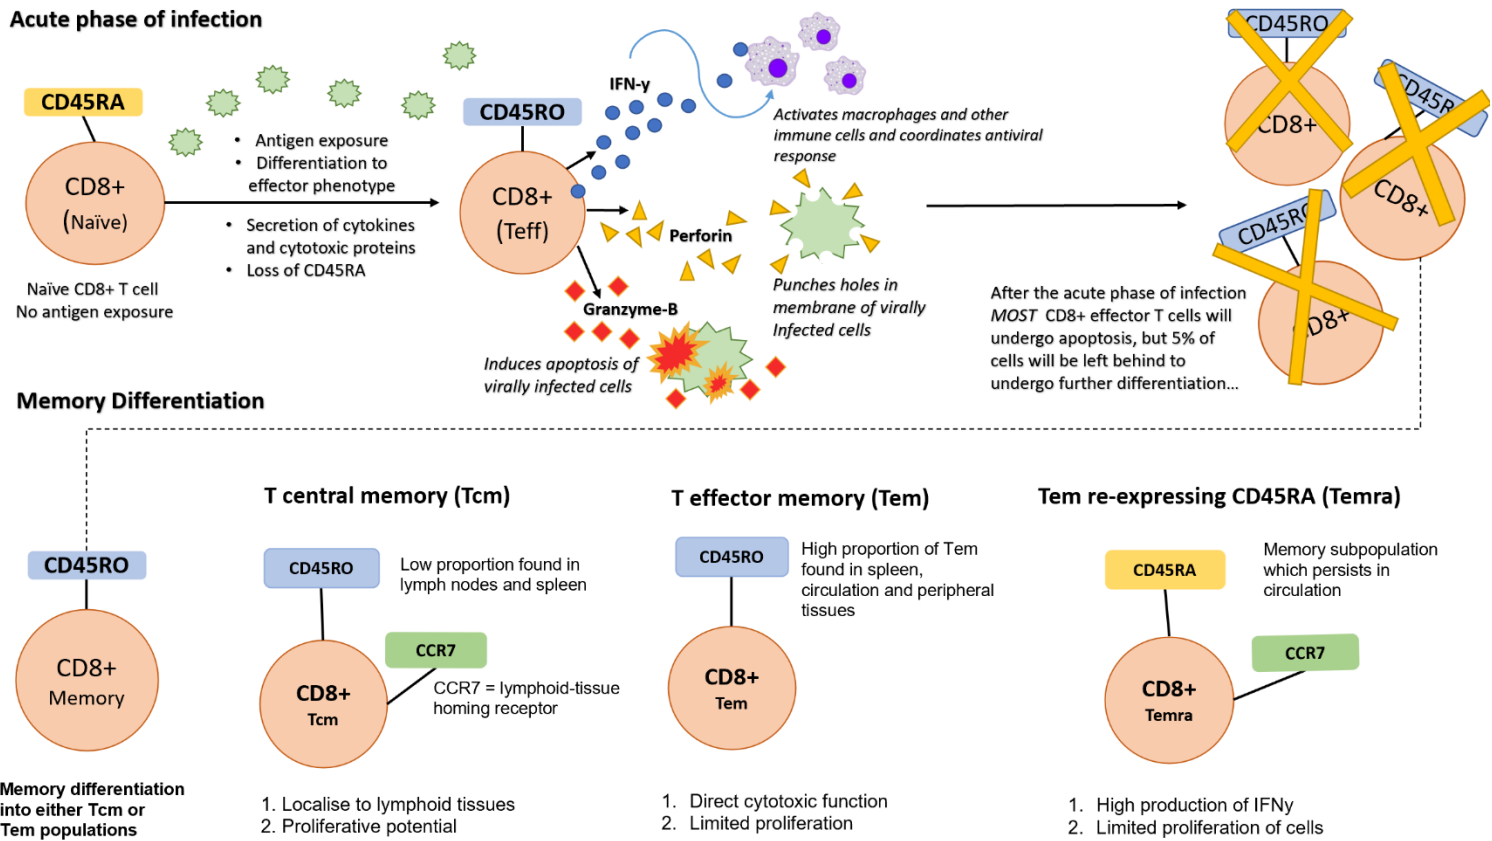 Acute phase of infection
CD45RA
CD8+
(Naïve)
Naïve CD8+ T cell
No antigen exposure
• Antigen exposure
• Differentiation to
effector phenotype
• Secretion of cytokines
and cytotoxic proteins
• Loss of CD45RA
CD45RO
CD8+
(Teff)
IFN-y
Activates macrophages and other
immune cells and coordinates antiviral
response
Perforin
Punches holes in
membrane of virally
Infected cells
Granzyme-B
Induces apoptosis of
virally infected cells
After the acute phase of infection
MOST CD8+ effector T cells will
undergo apoptosis, but 5% of
cells will be left behind to
undergo further differentiation...
CD45RO
CD8+
CD45R
CD8+
CD45RO
CD8+
Memory Differentiation
CD45RO
CD8+
Memory
Memory differentiation
into either Tcm or
Tem populations
T central memory (Tcm)
CD45RO
Low proportion found in
lymph nodes and spleen
CCR7
CCR7 = lymphoid-tissue
homing receptor
CD8+
Tcm
1. Localise to lymphoid tissues
2. Proliferative potential
T effector memory (Tem)
CD45RO
High proportion of Tem
found in spleen,
circulation and peripheral
tissues
CD8+
Tem
1. Direct cytotoxic function
2. Limited proliferation
Tem re-expressing CD45RA (Temra)
CD45RA
Memory subpopulation
which persists in
circulation
CCR7
CD8+
Temra
1. High production of IFNy
2. Limited proliferation of cells